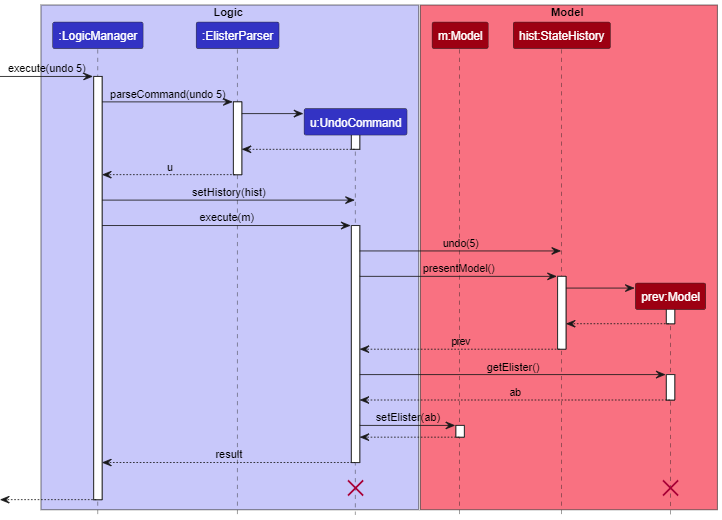 Logic
Model
:LogicManager
:ElisterParser
m:Model
hist:StateHistory
execute(undo 5)
parseCommand(undo 5)
u:UndoCommand
u
setHistory(hist)
execute(m)
undo(5)
presentModel()
prev:Model
prev
getElister()
ab
setElister(ab)
result